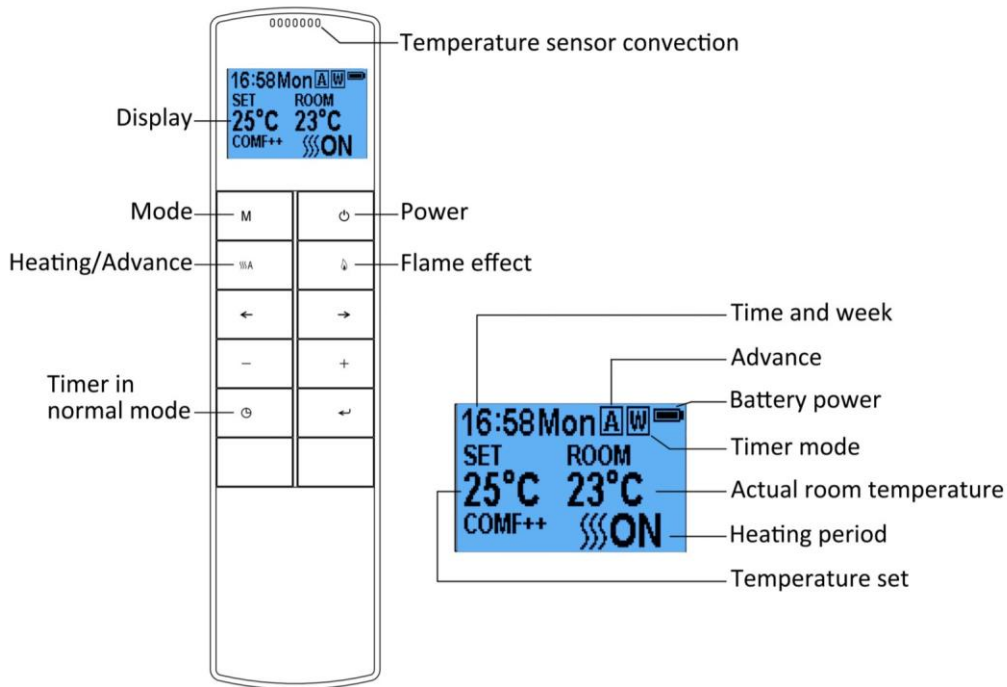 Temperature sensor convection
16:58Mon A W
SET ROOM
25°C 23°C
COMF++ ON
Display
Mode
M
Power
Heating/Advance
A
Flame effect
←
→
−
+
Timer in
normal mode
Time and week
Advance
Battery power
Timer mode
Actual room temperature
Heating period
Temperature set
16:58Mon A W
SET ROOM
25°C 23°C
COMF++ ON